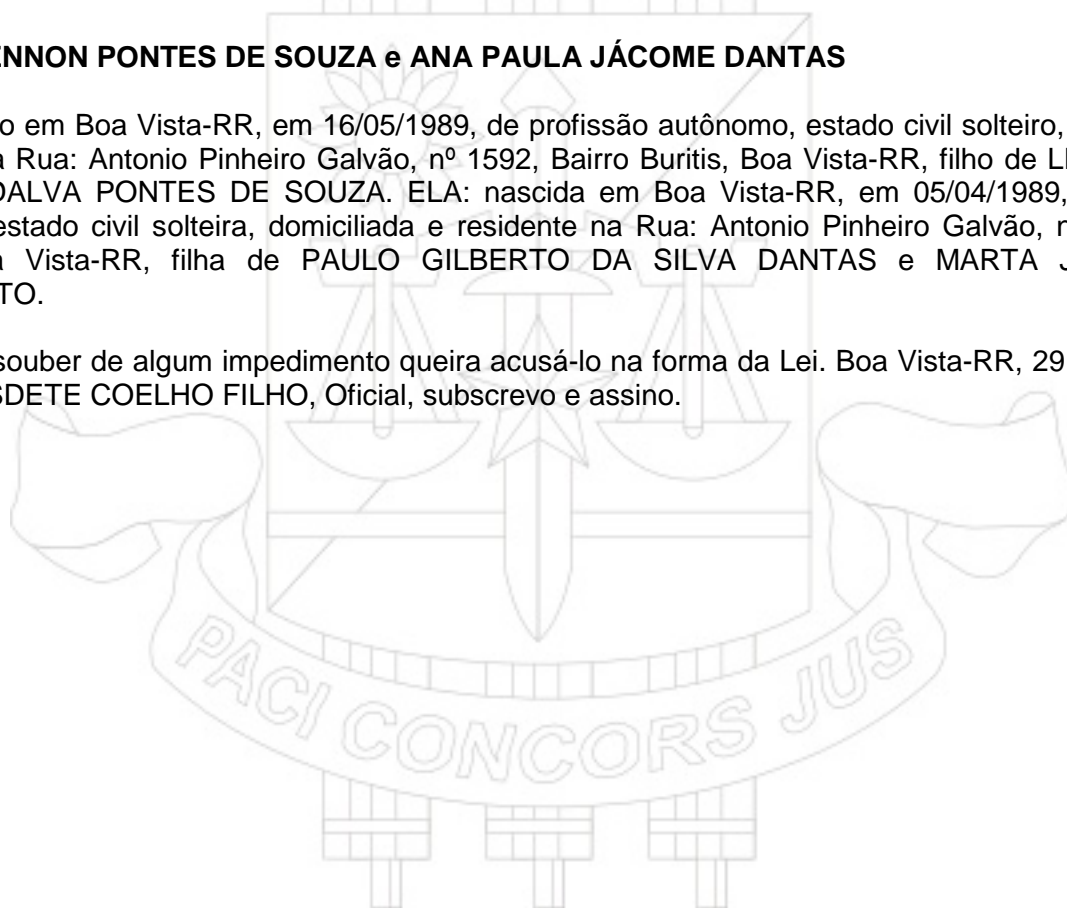 ENNON PONTES DE SOUZA e ANA PAULA JÁCOME DANTAS
o em Boa Vista-RR, em 16/05/1989, de profissão autônomo, estado civil solteiro,
a Rua: Antonio Pinheiro Galvão, nº 1592, Bairro Buritis, Boa Vista-RR, filho de
DALVA PONTES DE SOUZA. ELA: nascida em Boa Vista-RR, em 05/04/1989,
estado civil solteira, domiciliada e residente na Rua: Antonio Pinheiro Galvão,
a Vista-RR, filha de PAULO GILBERTO DA SILVA DANTAS e MARTA
TO.
souber de algum impedimento queira acusá-lo na forma da Lei. Boa Vista-RR, 29
SDETE COELHO FILHO, Oficial, subscrevo e assino.
PACI CONCORS JUS